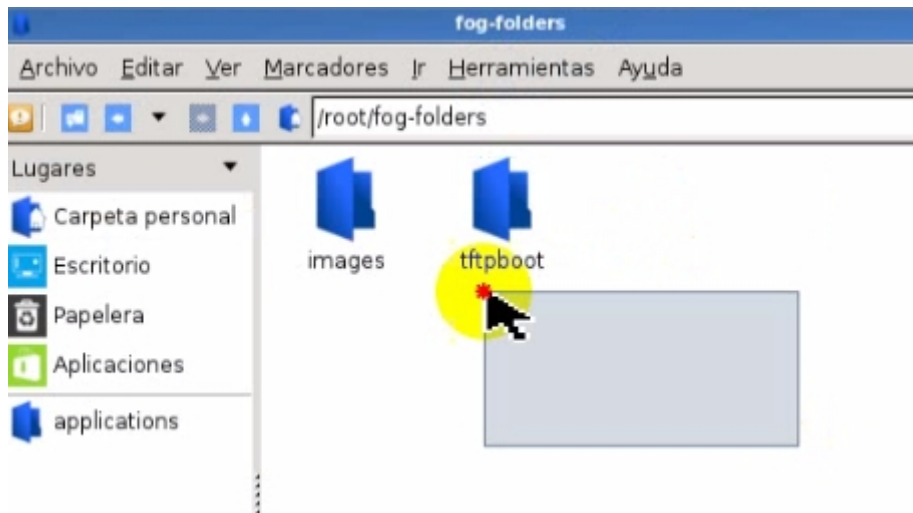 fog-folders
Archivo Editar Ver Marcadores Ir Herramientas Ayuda
/root/fog-folders
Lugares
Carpeta personal
Escritorio
Papelera
Aplicaciones
applications
images
tftpboot